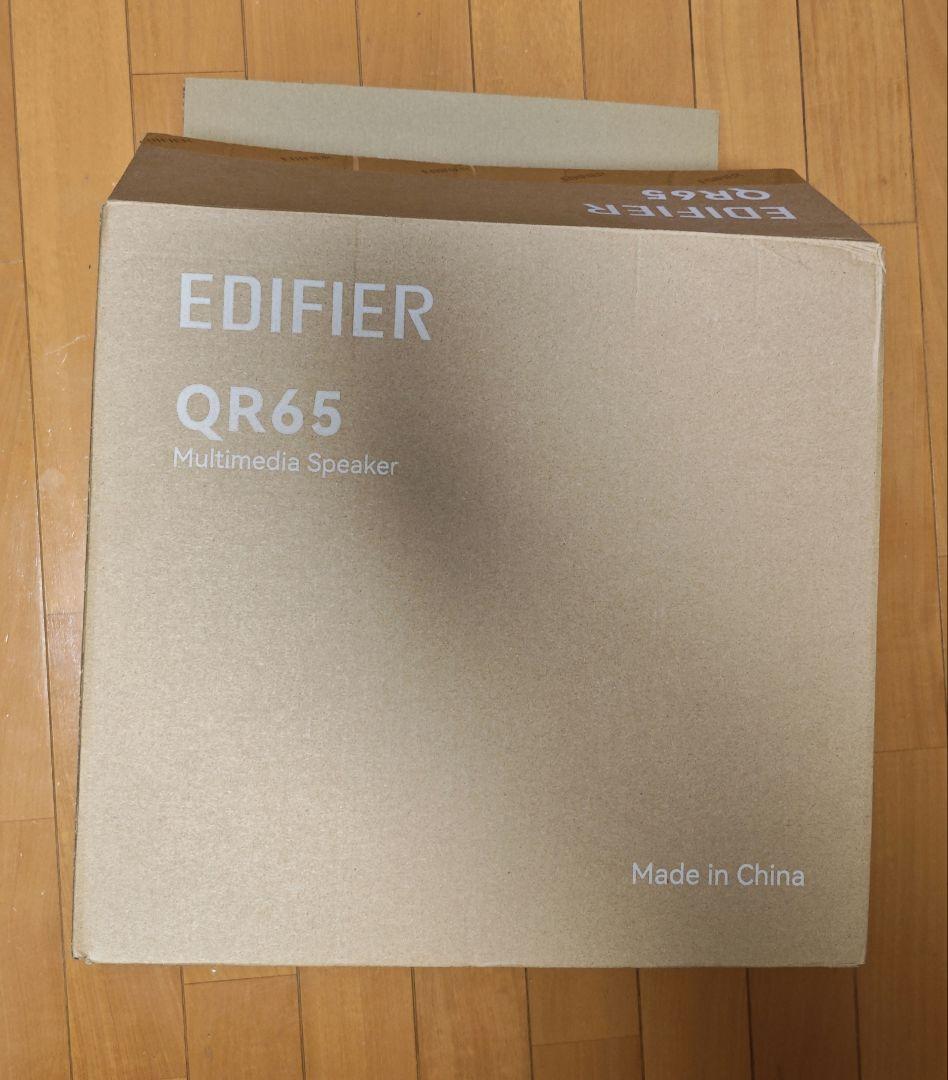 EDIFIER
QR65
EDIFIER
QR65
Multimedia Speaker
Made in China